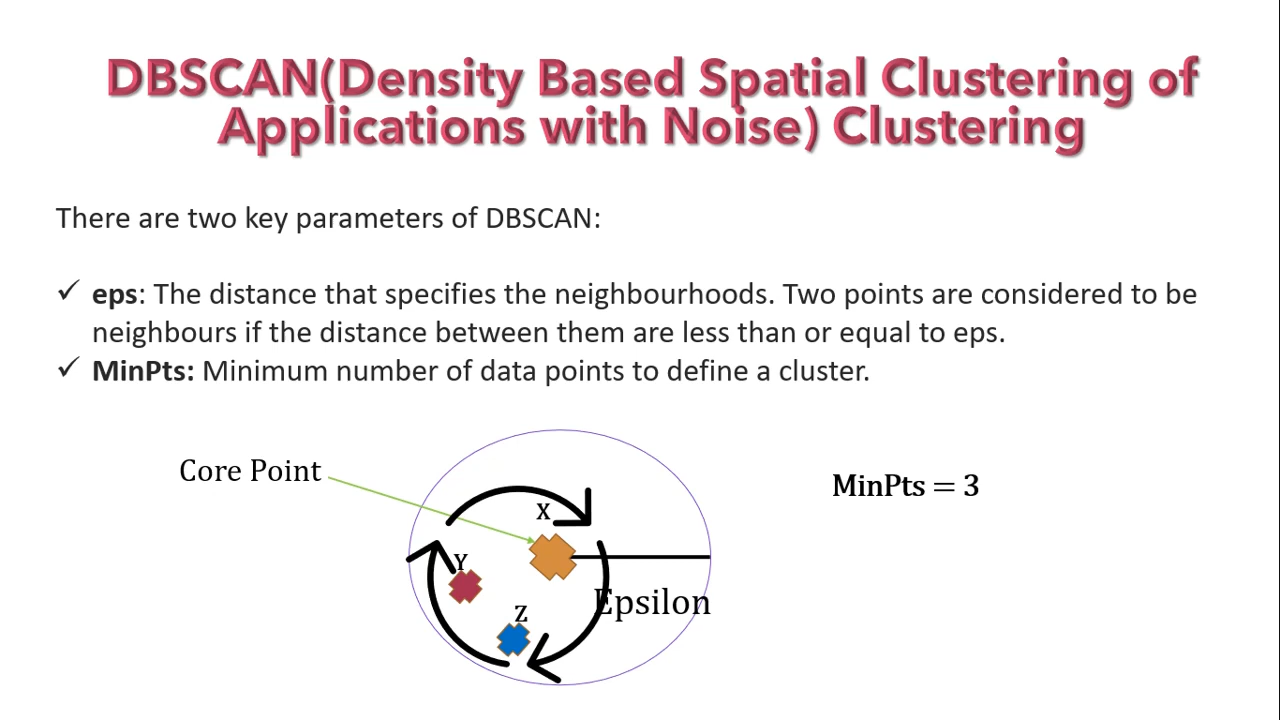 DBSCAN(Density Based Spatial Clustering of
Applications with Noise) Clustering
There are two key parameters of DBSCAN:
✓ eps: The distance that specifies the neighbourhoods. Two points are considered to be
neighbours if the distance between them are less than or equal to eps.
✓ MinPts: Minimum number of data points to define a cluster.
Core Point
MinPts = 3
X
Y
Epsilon
Z